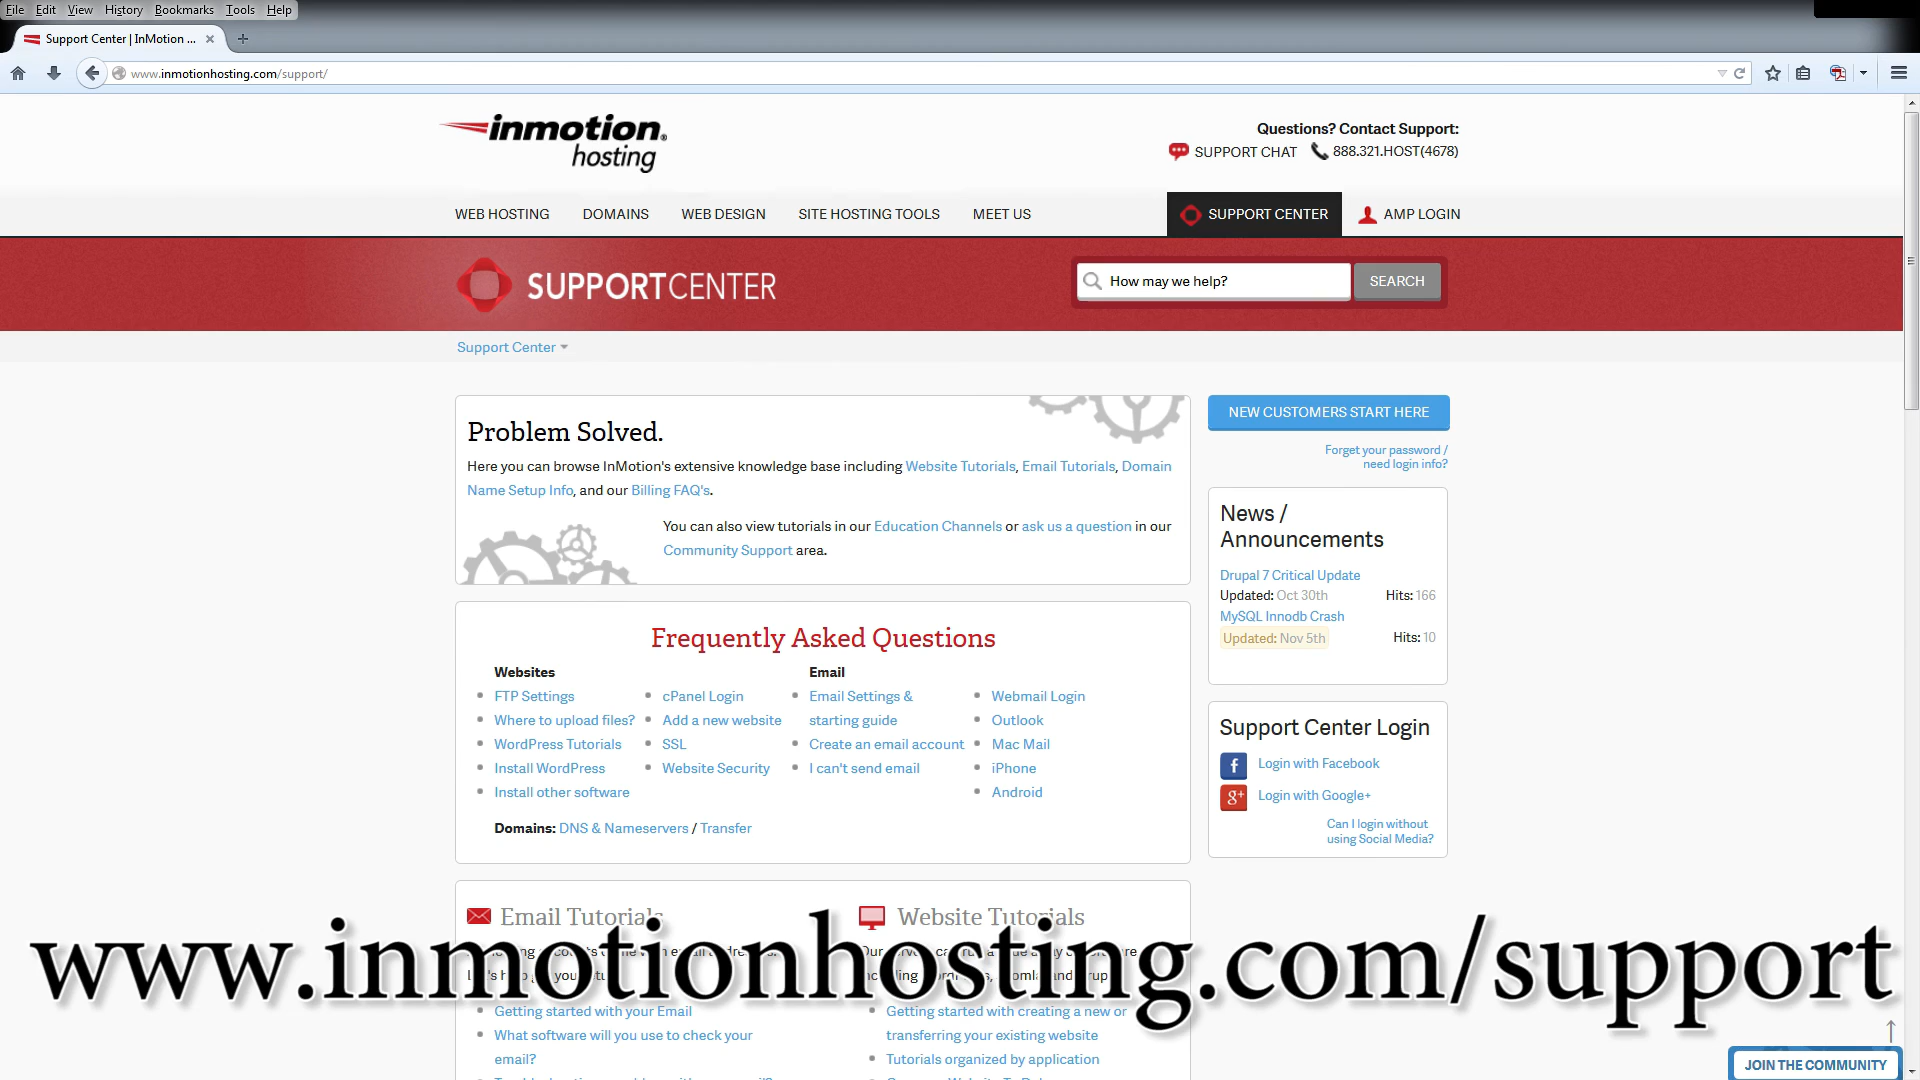 File Edit View History Bookmarks Tools Help
Support Center | InMotion ...
www.inmotionhosting.com/support/
inmotion
hosting
Questions? Contact Support:
SUPPORT CHAT 888.321.HOST(4678)
WEB HOSTING DOMAINS WEB DESIGN SITE HOSTING TOOLS MEET US SUPPORT CENTER AMP LOGIN
SUPPORTCENTER
How may we help? SEARCH
Support Center
Problem Solved.
Here you can browse InMotion's extensive knowledge base including Website Tutorials, Email Tutorials, Domain
Name Setup Info, and our Billing FAQ's.
You can also view tutorials in our Education Channels or ask us a question in our
Community Support area.
NEW CUSTOMERS START HERE
Forget your password /
need login info?
News /
Announcements
Drupal 7 Critical Update
Updated: Oct 30th Hits: 166
MySQL Innodb Crash
Updated: Nov 5th Hits: 10
Frequently Asked Questions
Websites
FTP Settings
Where to upload files?
WordPress Tutorials
Install WordPress
Install other software
cPanel Login
Add a new website
SSL
Website Security
Email
Email Settings &
starting guide
Create an email account
I can't send email
Webmail Login
Outlook
Mac Mail
iPhone
Android
Domains: DNS & Nameservers / Transfer
Support Center Login
Login with Facebook
g+ Login with Google+
Can I login without
using Social Media?
Email Tutorials
Getting started with your Email
What software will you use to check your
email?
Website Tutorials
Getting started with creating a new or
transferring your existing website
Tutorials organized by application
www.inmotionhosting.com/support
JOIN THE COMMUNITY